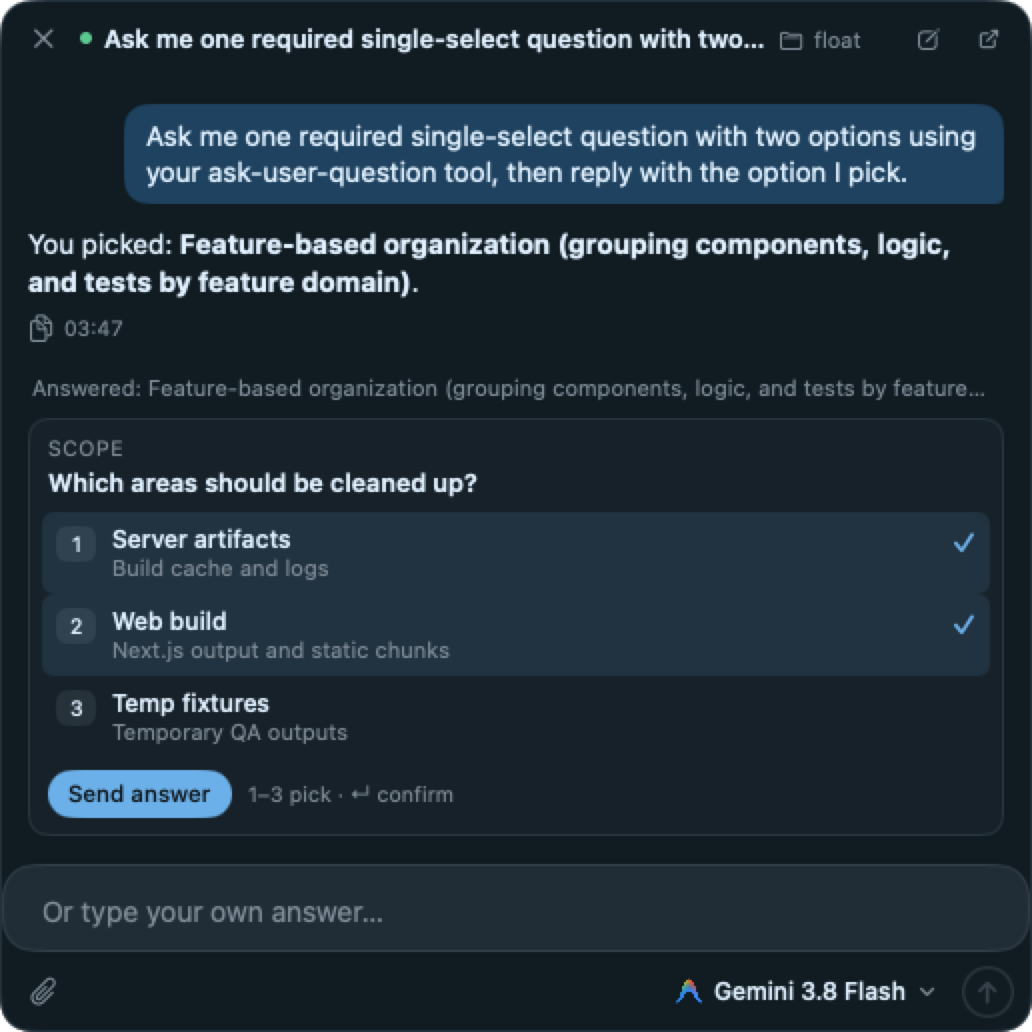 Ask me one required single-select question with two... float
Ask me one required single-select question with two options using
your ask-user-question tool, then reply with the option I pick.
You picked: Feature-based organization (grouping components, logic,
and tests by feature domain).
03:47
Answered: Feature-based organization (grouping components, logic, and tests by feature...
SCOPE
Which areas should be cleaned up?
1 Server artifacts
Build cache and logs
2 Web build
Next.js output and static chunks
3 Temp fixtures
Temporary QA outputs
Send answer 1–3 pick · ↵ confirm
Or type your own answer...
Gemini 3.8 Flash